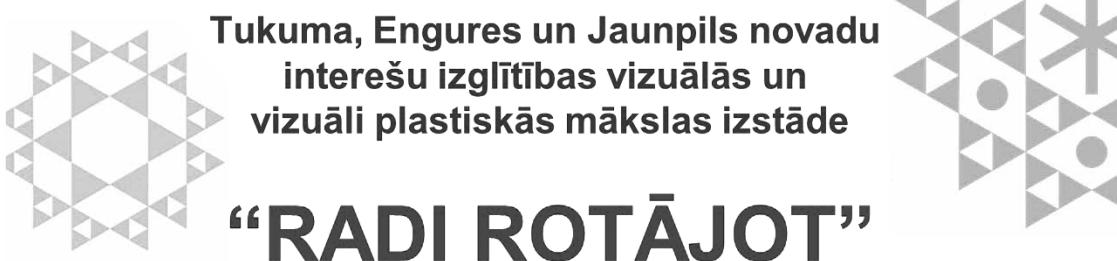 Tukuma, Engures un Jaunpils novadu
interešu izglītības vizuālās un
vizuāli plastiskās mākslas izstāde
“RADI ROTĀJOT”